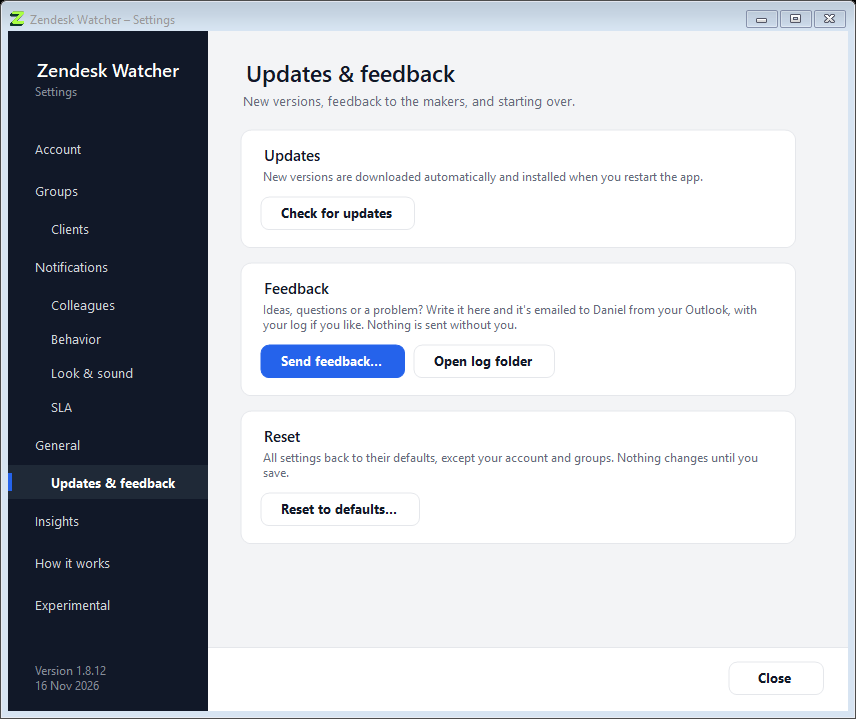 Zendesk Watcher – Settings
Zendesk Watcher
Settings
Account
Groups
Clients
Notifications
Colleagues
Behavior
Look & sound
SLA
General
Updates & feedback
Insights
How it works
Experimental
Version 1.8.12
16 Nov 2026
Updates & feedback
New versions, feedback to the makers, and starting over.
Updates
New versions are downloaded automatically and installed when you restart the app.
Check for updates
Feedback
Ideas, questions or a problem? Write it here and it's emailed to Daniel from your Outlook, with
your log if you like. Nothing is sent without you.
Send feedback...
Open log folder
Reset
All settings back to their defaults, except your account and groups. Nothing changes until you
save.
Reset to defaults...
Close